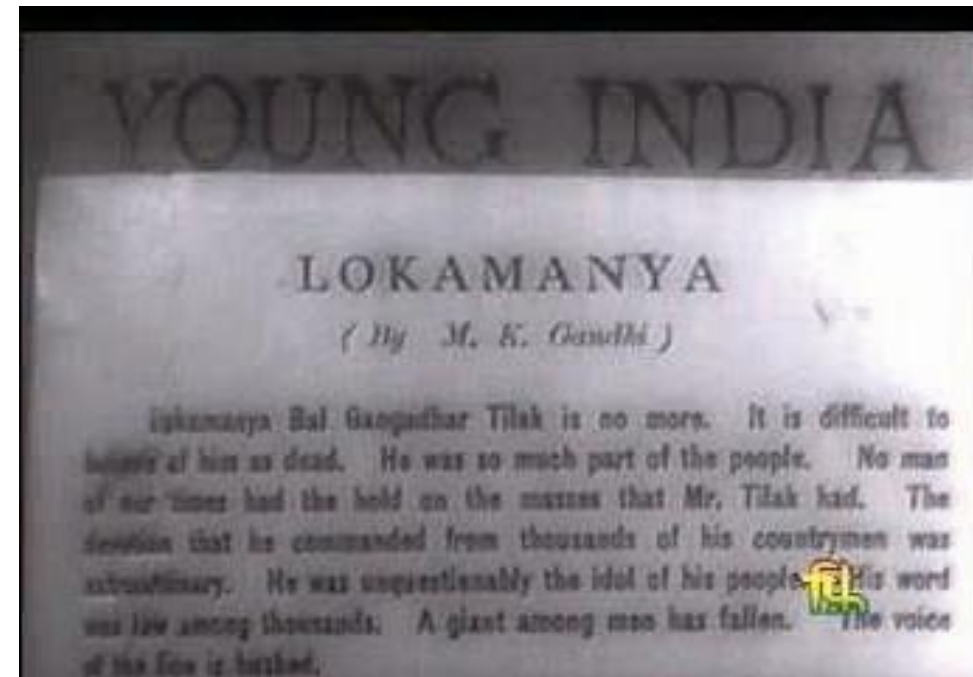 YOUNG INDIA
LOKAMANYA
( By M. K. Gandhi )
Lokamanya Bal Gangadhar Tilak is no more. It is difficult to
believe of him as dead. He was so much part of the people. No man
of our times had the hold on the masses that Mr. Tilak had. The
devotion that he commanded from thousands of his countrymen was
extraordinary. He was unquestionably the idol of his people. His word
was law among thousands. A giant among men has fallen. The voice
of the lion is hushed.